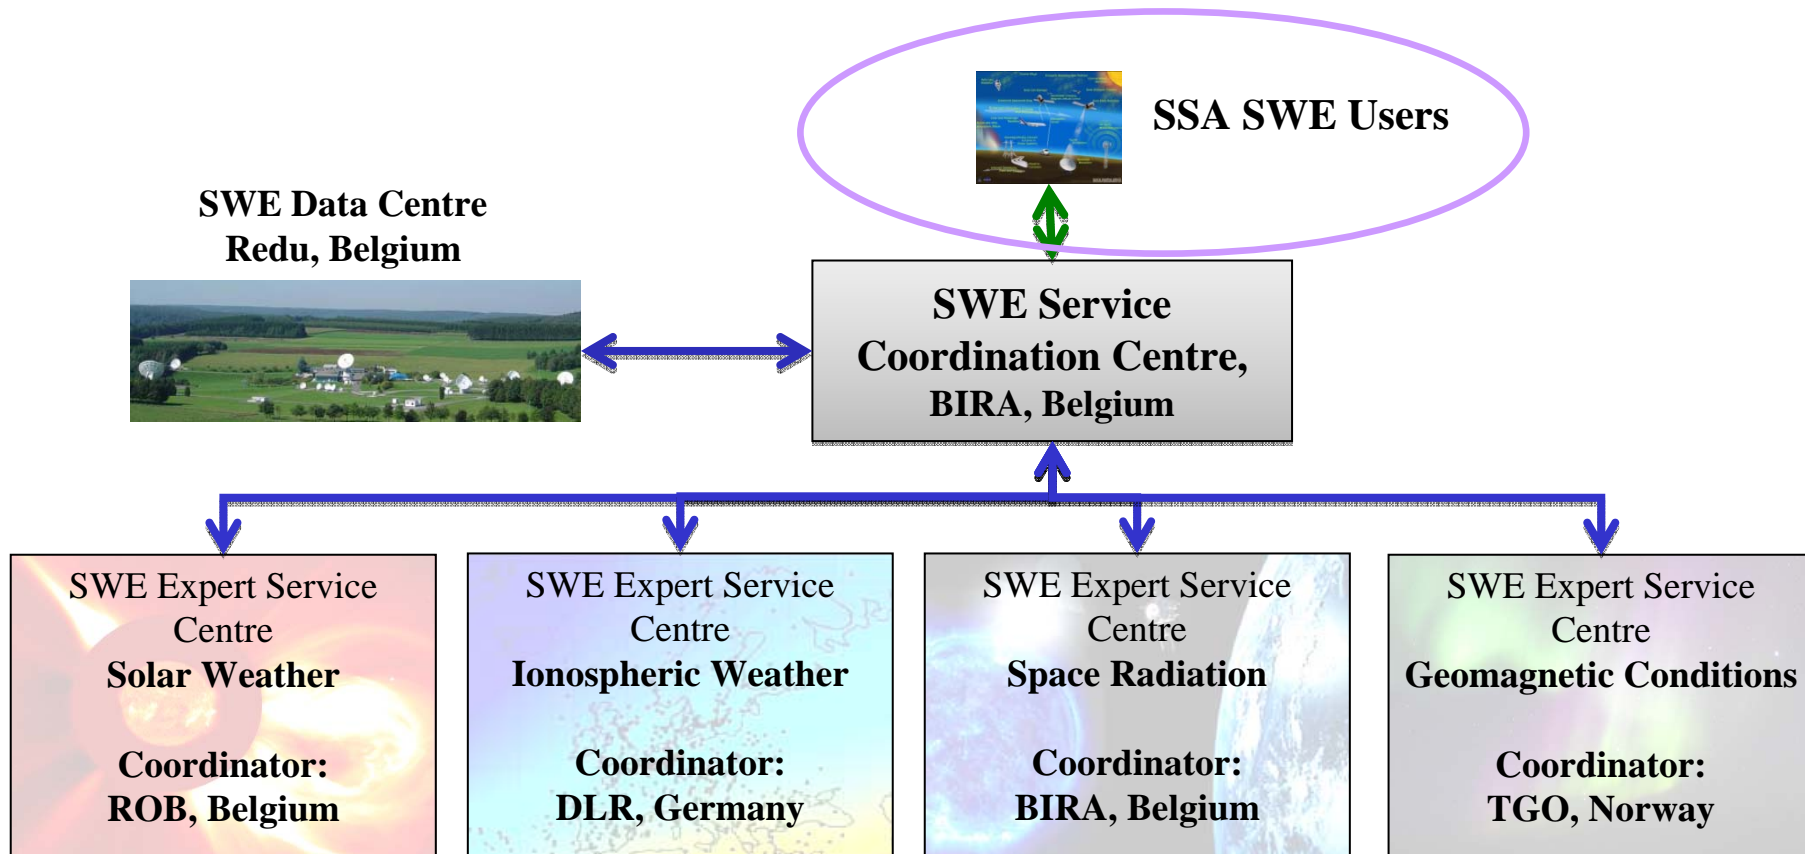 SSA SWE Users
SWE Data Centre
Redu, Belgium
SWE Service
Coordination Centre,
BIRA, Belgium
SWE Expert Service
Centre
Solar Weather
Coordinator:
ROB, Belgium
SWE Expert Service
Centre
Ionospheric Weather
Coordinator:
DLR, Germany
SWE Expert Service
Centre
Space Radiation
Coordinator:
BIRA, Belgium
SWE Expert Service
Centre
Geomagnetic Conditions
Coordinator:
TGO, Norway